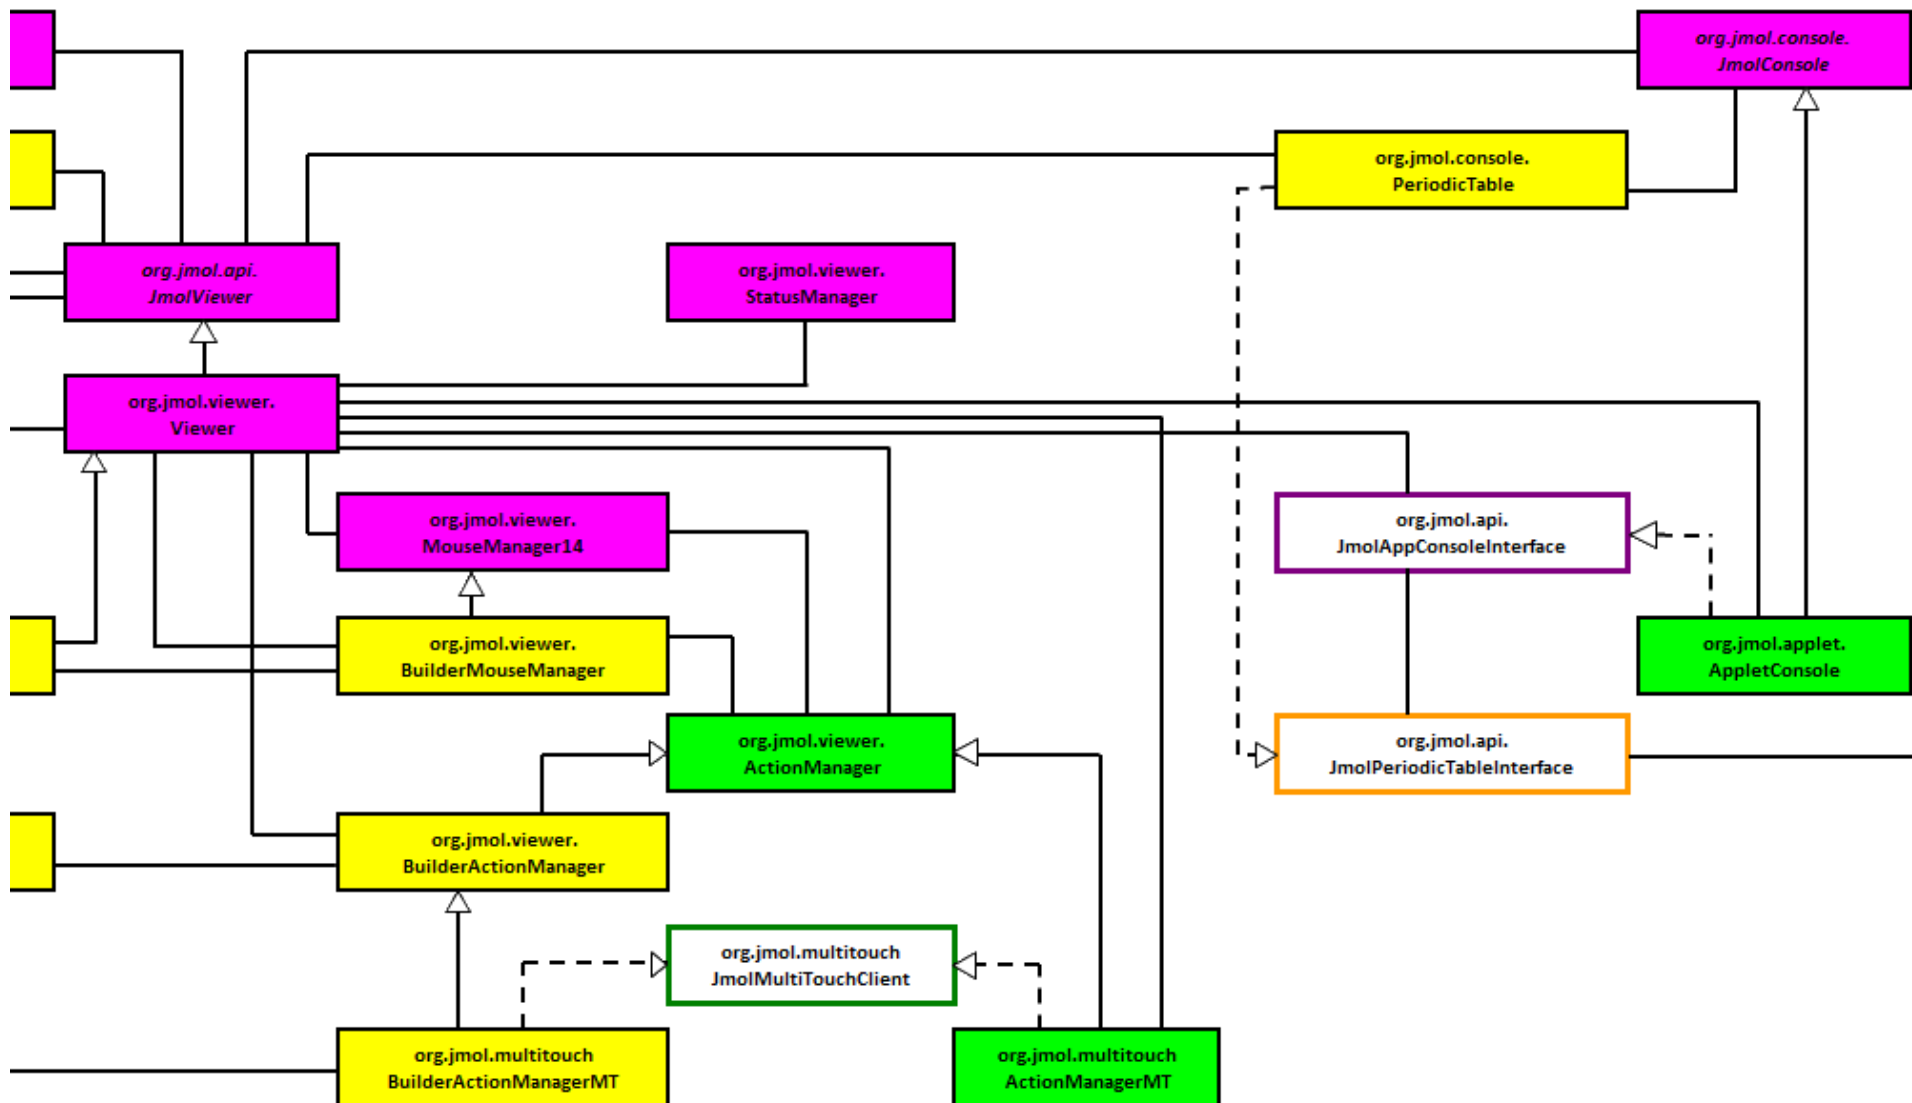 org.jmol.console.
JmolConsole
org.jmol.console.
PeriodicTable
org.jmol.api.
JmolViewer
org.jmol.viewer.
StatusManager
org.jmol.viewer.
Viewer
org.jmol.viewer.
MouseManager14
org.jmol.api.
JmolAppConsoleInterface
org.jmol.viewer.
BuilderMouseManager
org.jmol.applet.
AppletConsole
org.jmol.viewer.
ActionManager
org.jmol.api.
JmolPeriodicTableInterface
org.jmol.viewer.
BuilderActionManager
org.jmol.multitouch
JmolMultiTouchClient
org.jmol.multitouch
BuilderActionManagerMT
org.jmol.multitouch
ActionManagerMT